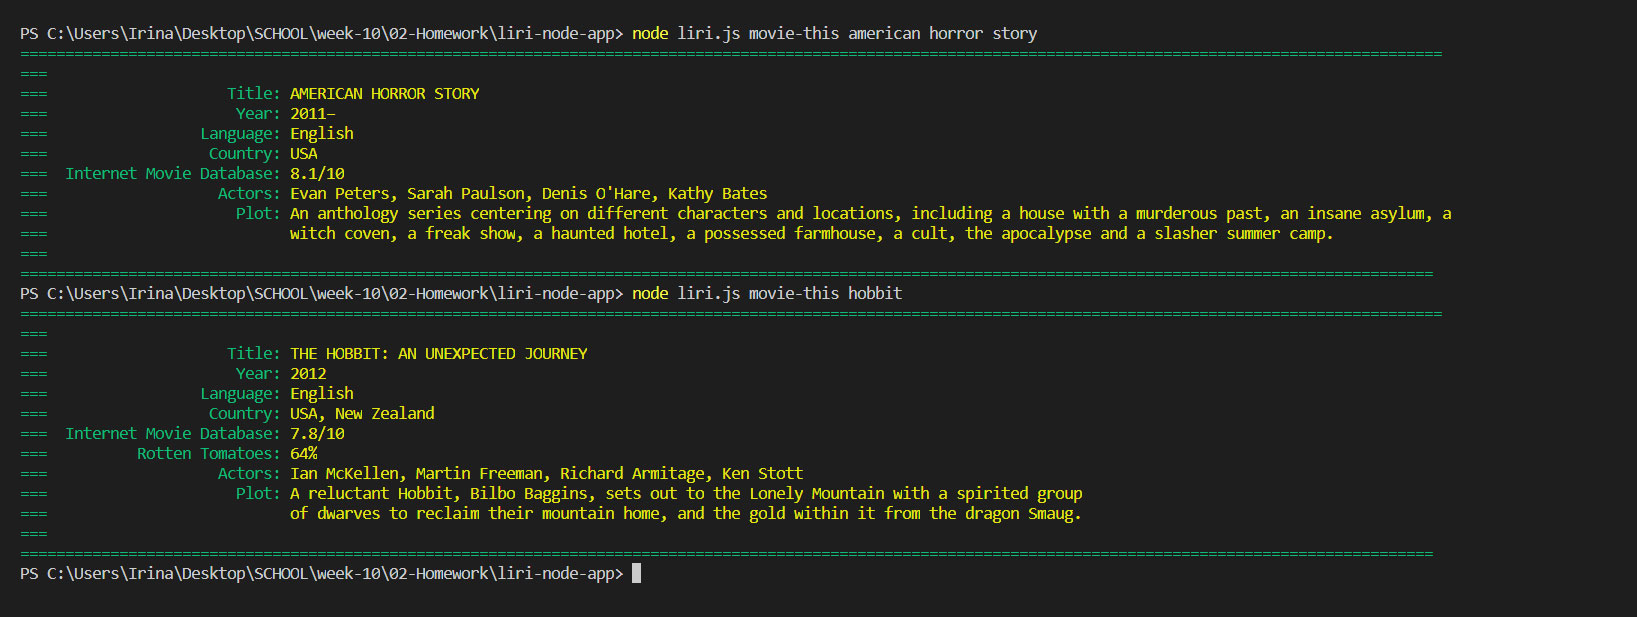 PS C:\Users\Irina\Desktop\SCHOOL\week-10\02-Homework\liri-node-app> node liri.js movie-this american horror story
==============================================================================================================================================================
===
===                    Title: AMERICAN HORROR STORY
===                     Year: 2011–
===                 Language: English
===                  Country: USA
===  Internet Movie Database: 8.1/10
===                   Actors: Evan Peters, Sarah Paulson, Denis O'Hare, Kathy Bates
===                     Plot: An anthology series centering on different characters and locations, including a house with a murderous past, an insane asylum, a
===                           witch coven, a freak show, a haunted hotel, a possessed farmhouse, a cult, the apocalypse and a slasher summer camp.
===
=============================================================================================================================================================
PS C:\Users\Irina\Desktop\SCHOOL\week-10\02-Homework\liri-node-app> node liri.js movie-this hobbit
==============================================================================================================================================================
===
===                    Title: THE HOBBIT: AN UNEXPECTED JOURNEY
===                     Year: 2012
===                 Language: English
===                  Country: USA, New Zealand
===  Internet Movie Database: 7.8/10
===          Rotten Tomatoes: 64%
===                   Actors: Ian McKellen, Martin Freeman, Richard Armitage, Ken Stott
===                     Plot: A reluctant Hobbit, Bilbo Baggins, sets out to the Lonely Mountain with a spirited group
===                           of dwarves to reclaim their mountain home, and the gold within it from the dragon Smaug.
===
=============================================================================================================================================================
PS C:\Users\Irina\Desktop\SCHOOL\week-10\02-Homework\liri-node-app>